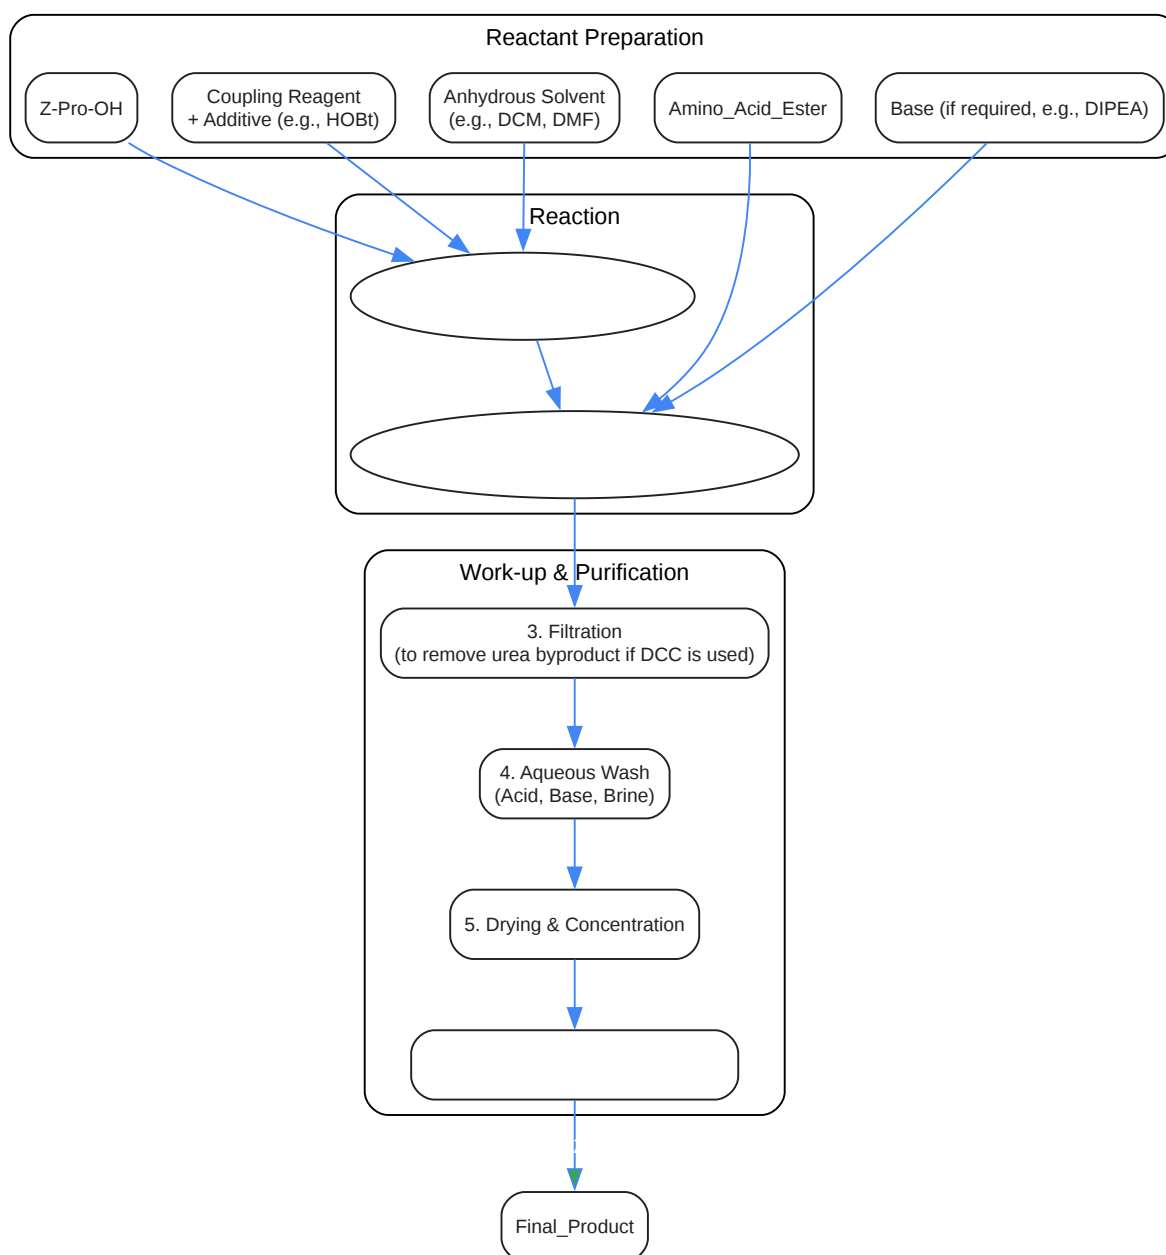 Reactant Preparation
Z-Pro-OH
Coupling Reagent
+ Additive (e.g., HOBt)
Anhydrous Solvent
(e.g., DCM, DMF)
Amino_Acid_Ester
Base (if required, e.g., DIPEA)
Reaction
Work-up & Purification
3. Filtration
(to remove urea byproduct if DCC is used)
4. Aqueous Wash
(Acid, Base, Brine)
5. Drying & Concentration
Final_Product